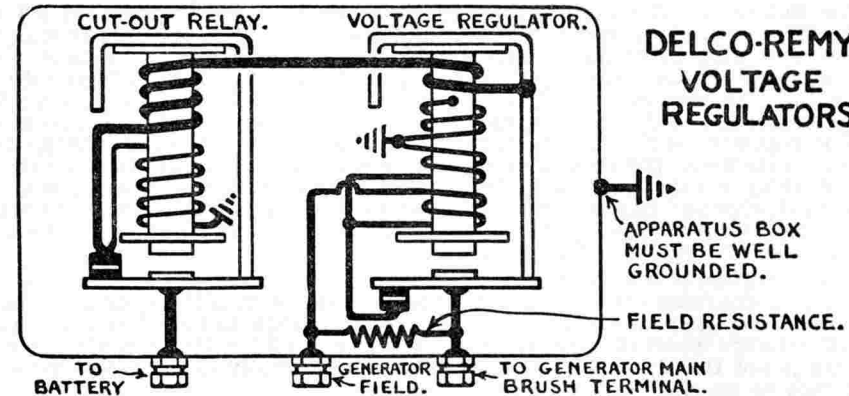 CUT-OUT RELAY.
VOLTAGE REGULATOR.
DELCO-REMY
VOLTAGE
REGULATORS
APPARATUS BOX
MUST BE WELL
GROUNDED.
FIELD RESISTANCE.
TO
BATTERY
GENERATOR
FIELD.
TO GENERATOR MAIN
BRUSH TERMINAL.